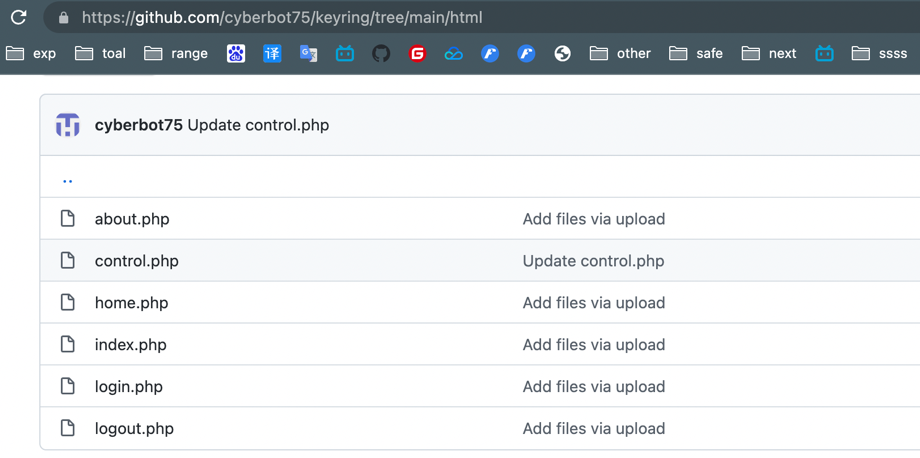 https://github.com/cyberbot75/keyring/tree/main/html
exp toal range 译 G other safe next ssss
cyberbot75 Update control.php
..
about.php Add files via upload
control.php Update control.php
home.php Add files via upload
index.php Add files via upload
login.php Add files via upload
logout.php Add files via upload